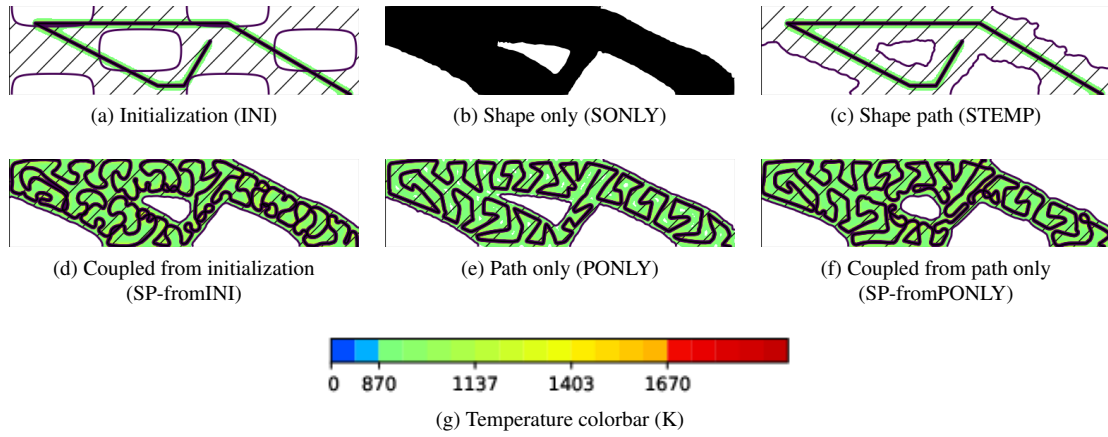 (a) Initialization (INI)
(b) Shape only (SONLY)
(c) Shape path (STEMP)
(d) Coupled from initialization
(SP-fromINI)
(e) Path only (PONLY)
(f) Coupled from path only
(SP-fromPONLY)
0 870 1137 1403 1670
(g) Temperature colorbar (K)